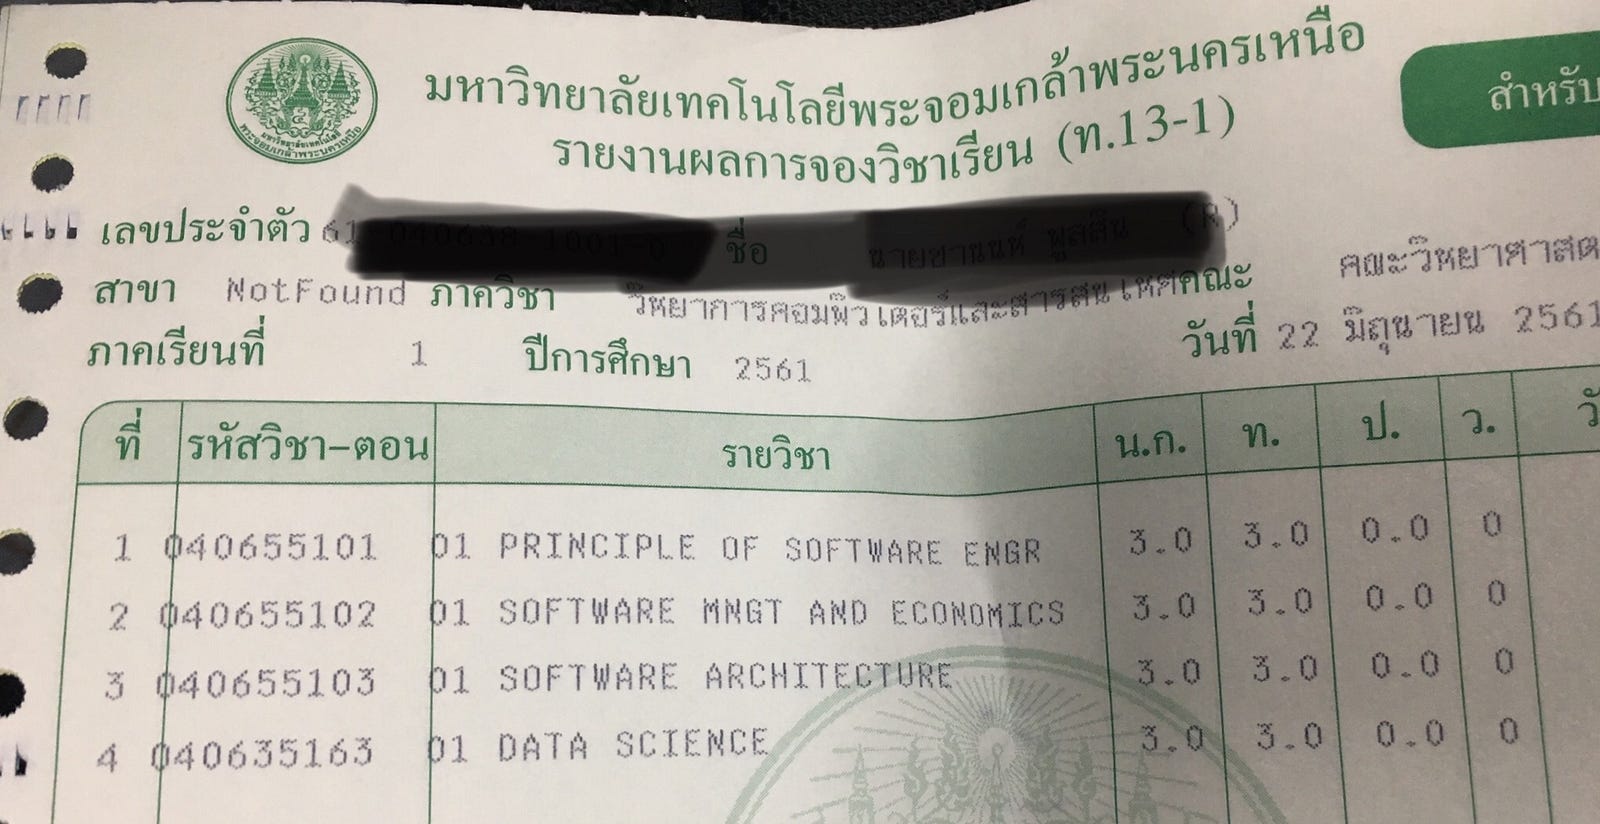 มหาวิทยาลัยเทคโนโลยีพระจอมเกล้าพระนครเหนือ
สำหรับ
รายงานผลการจองวิชาเรียน (ท.13-1)
เลขประจำตัว 61 ชื่อ (R)
สาขา NotFound ภาควิชา วิทยาการคอมพิวเตอร์และสารสนเทศ คณะ คณะวิทยาศาสต
ภาคเรียนที่ 1 ปีการศึกษา 2561 วันที่ 22 มิถุนายน 2561
ที่ รหัสวิชา-ตอน รายวิชา น.ก. ท. ป. ว. วั
1 040655101 01 PRINCIPLE OF SOFTWARE ENGR 3.0 3.0 0.0 0
2 040655102 01 SOFTWARE MNGT AND ECONOMICS 3.0 3.0 0.0 0
3 040655103 01 SOFTWARE ARCHITECTURE 3.0 3.0 0.0 0
4 040635163 01 DATA SCIENCE 3.0 3.0 0.0 0